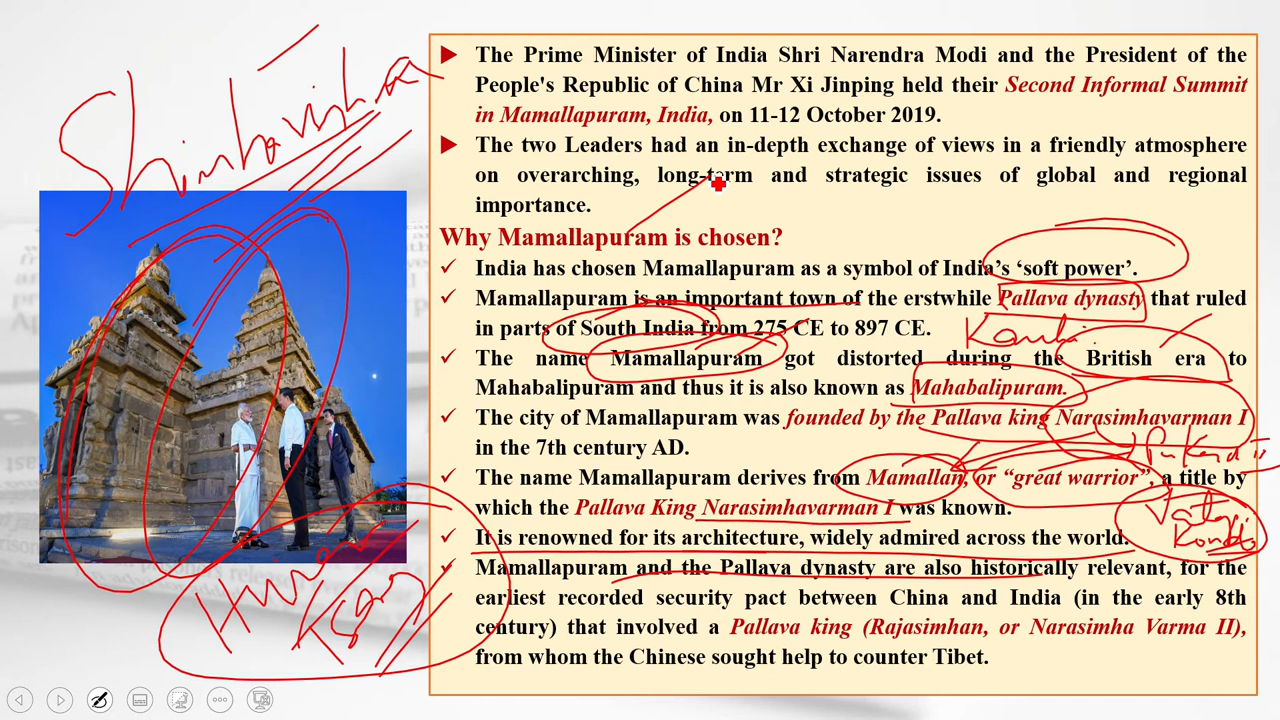 Shimhavishna
▶ The Prime Minister of India Shri Narendra Modi and the President of the
People's Republic of China Mr Xi Jinping held their Second Informal Summit
in Mamallapuram, India, on 11-12 October 2019.
▶ The two Leaders had an in-depth exchange of views in a friendly atmosphere
on overarching, long-term and strategic issues of global and regional
importance.
Why Mamallapuram is chosen?
✓ India has chosen Mamallapuram as a symbol of India's 'soft power'.
✓ Mamallapuram is an important town of the erstwhile Pallava dynasty that ruled
in parts of South India from 275 CE to 897 CE.
Kanchi
✓ The name Mamallapuram got distorted during the British era to
Mahabalipuram and thus it is also known as Mahabalipuram.
✓ The city of Mamallapuram was founded by the Pallava king Narasimhavarman I
in the 7th century AD.
✓ The name Mamallapuram derives from Mamallan, or “great warrior”, a title by
which the Pallava King Narasimhavarman I was known.
✓ It is renowned for its architecture, widely admired across the world.
✓ Mamallapuram and the Pallava dynasty are also historically relevant, for the
earliest recorded security pact between China and India (in the early 8th
century) that involved a Pallava king (Rajasimhan, or Narasimha Varma II),
from whom the Chinese sought help to counter Tibet.